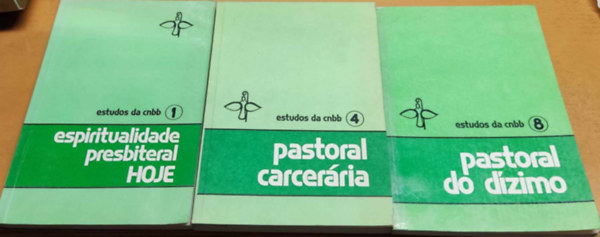 estudos da cnbb 1
espiritualidade
presbiteral
HOJE
estudos da cnbb 4
pastoral
carcerária
estudos da cnbb 8
pastoral
do dízimo